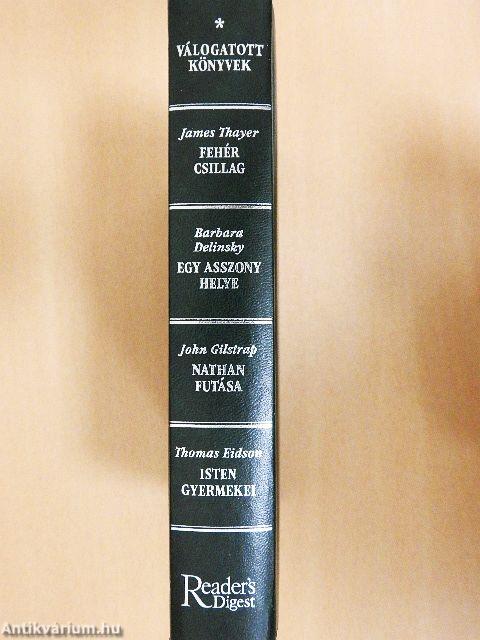 *
VÁLOGATOTT
KÖNYVEK
James Thayer
FEHÉR
CSILLAG
Barbara
Delinsky
EGY ASSZONY
HELYE
John Gilstrap
NATHAN
FUTÁSA
Thomas Eidson
ISTEN
GYERMEKEI
Reader's
Digest
Antikvárium.hu